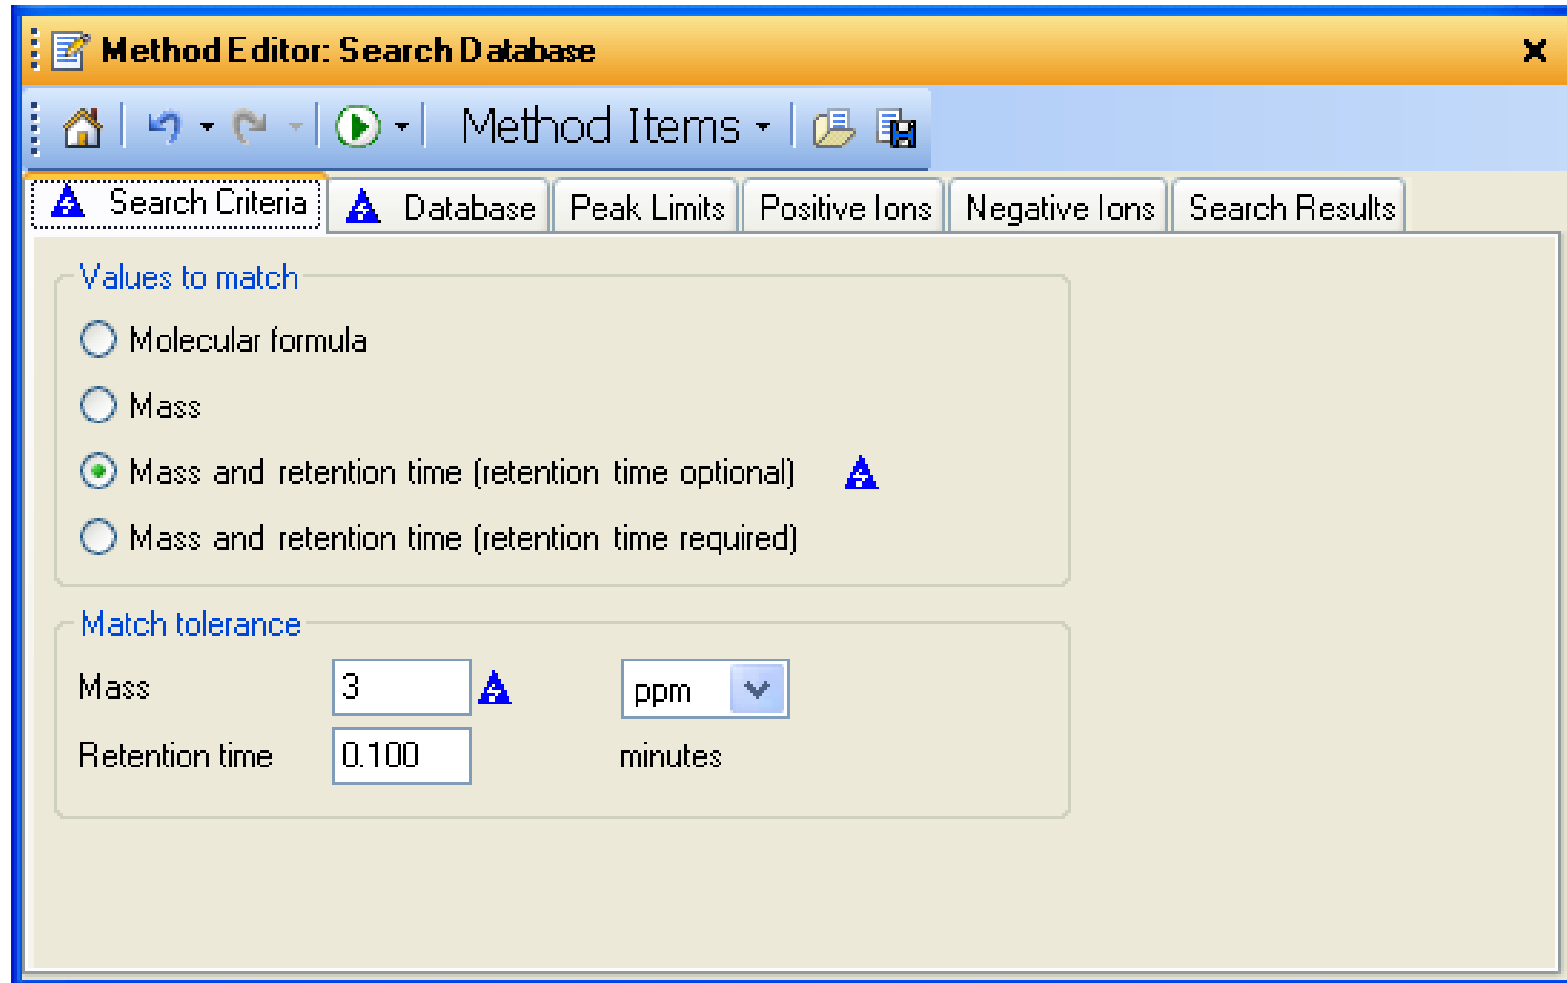 Method Editor: Search Database
Method Items
Search Criteria Database Peak Limits Positive Ions Negative Ions Search Results
Values to match
Molecular formula
Mass
Mass and retention time (retention time optional)
Mass and retention time (retention time required)
Match tolerance
Mass 3 ppm
Retention time 0.100 minutes